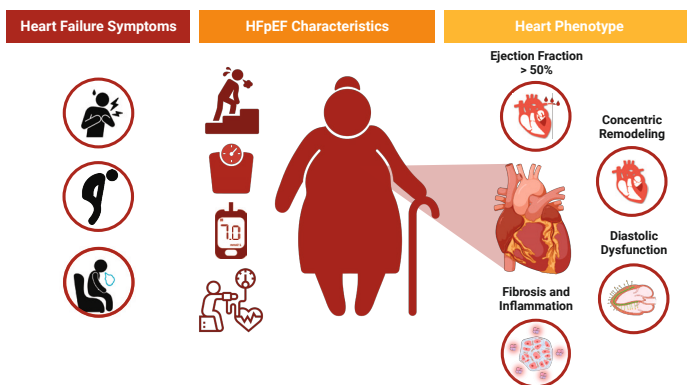 Heart Failure Symptoms
HFpEF Characteristics
Heart Phenotype
Ejection Fraction
> 50%
Concentric
Remodeling
7.0
Diastolic
Dysfunction
Fibrosis and
Inflammation